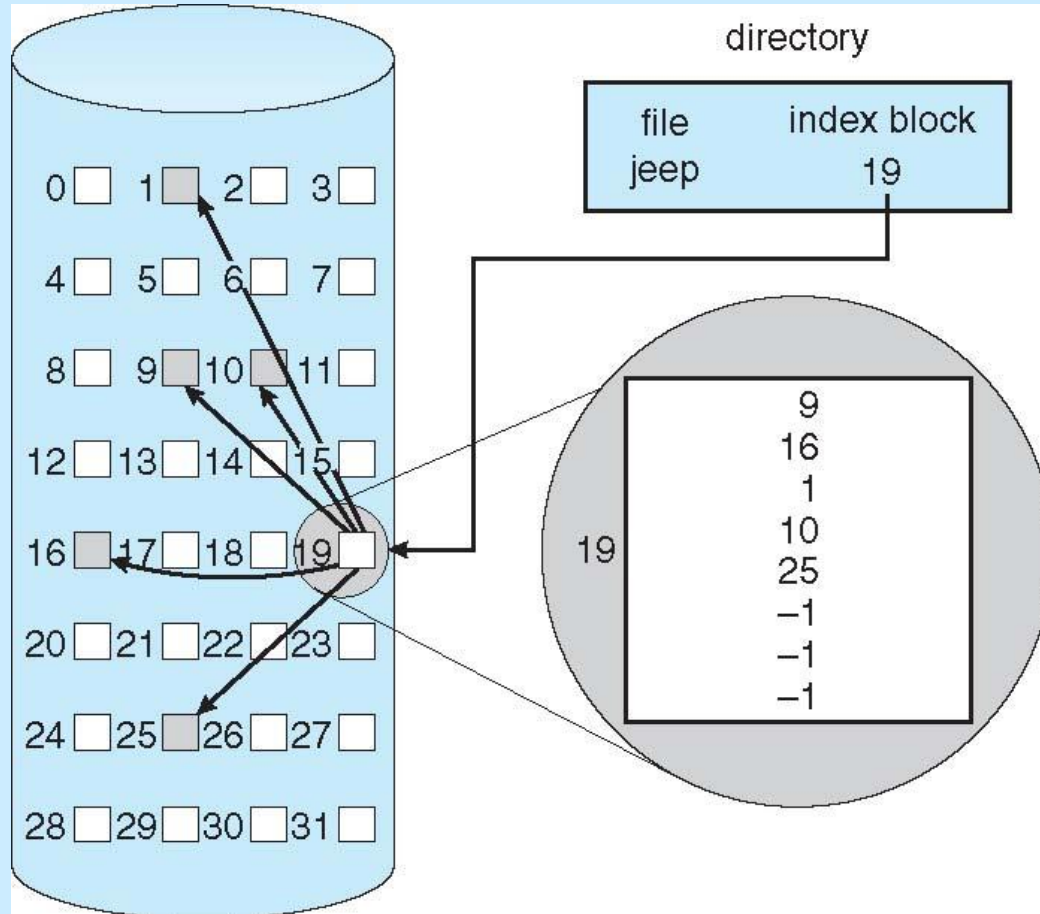 directory
file index block
jeep 19
0 1 2 3
4 5 6 7
8 9 10 11
12 13 14 15
16 17 18 19
20 21 22 23
24 25 26 27
28 29 30 31
19
9
16
1
10
25
–1
–1
–1